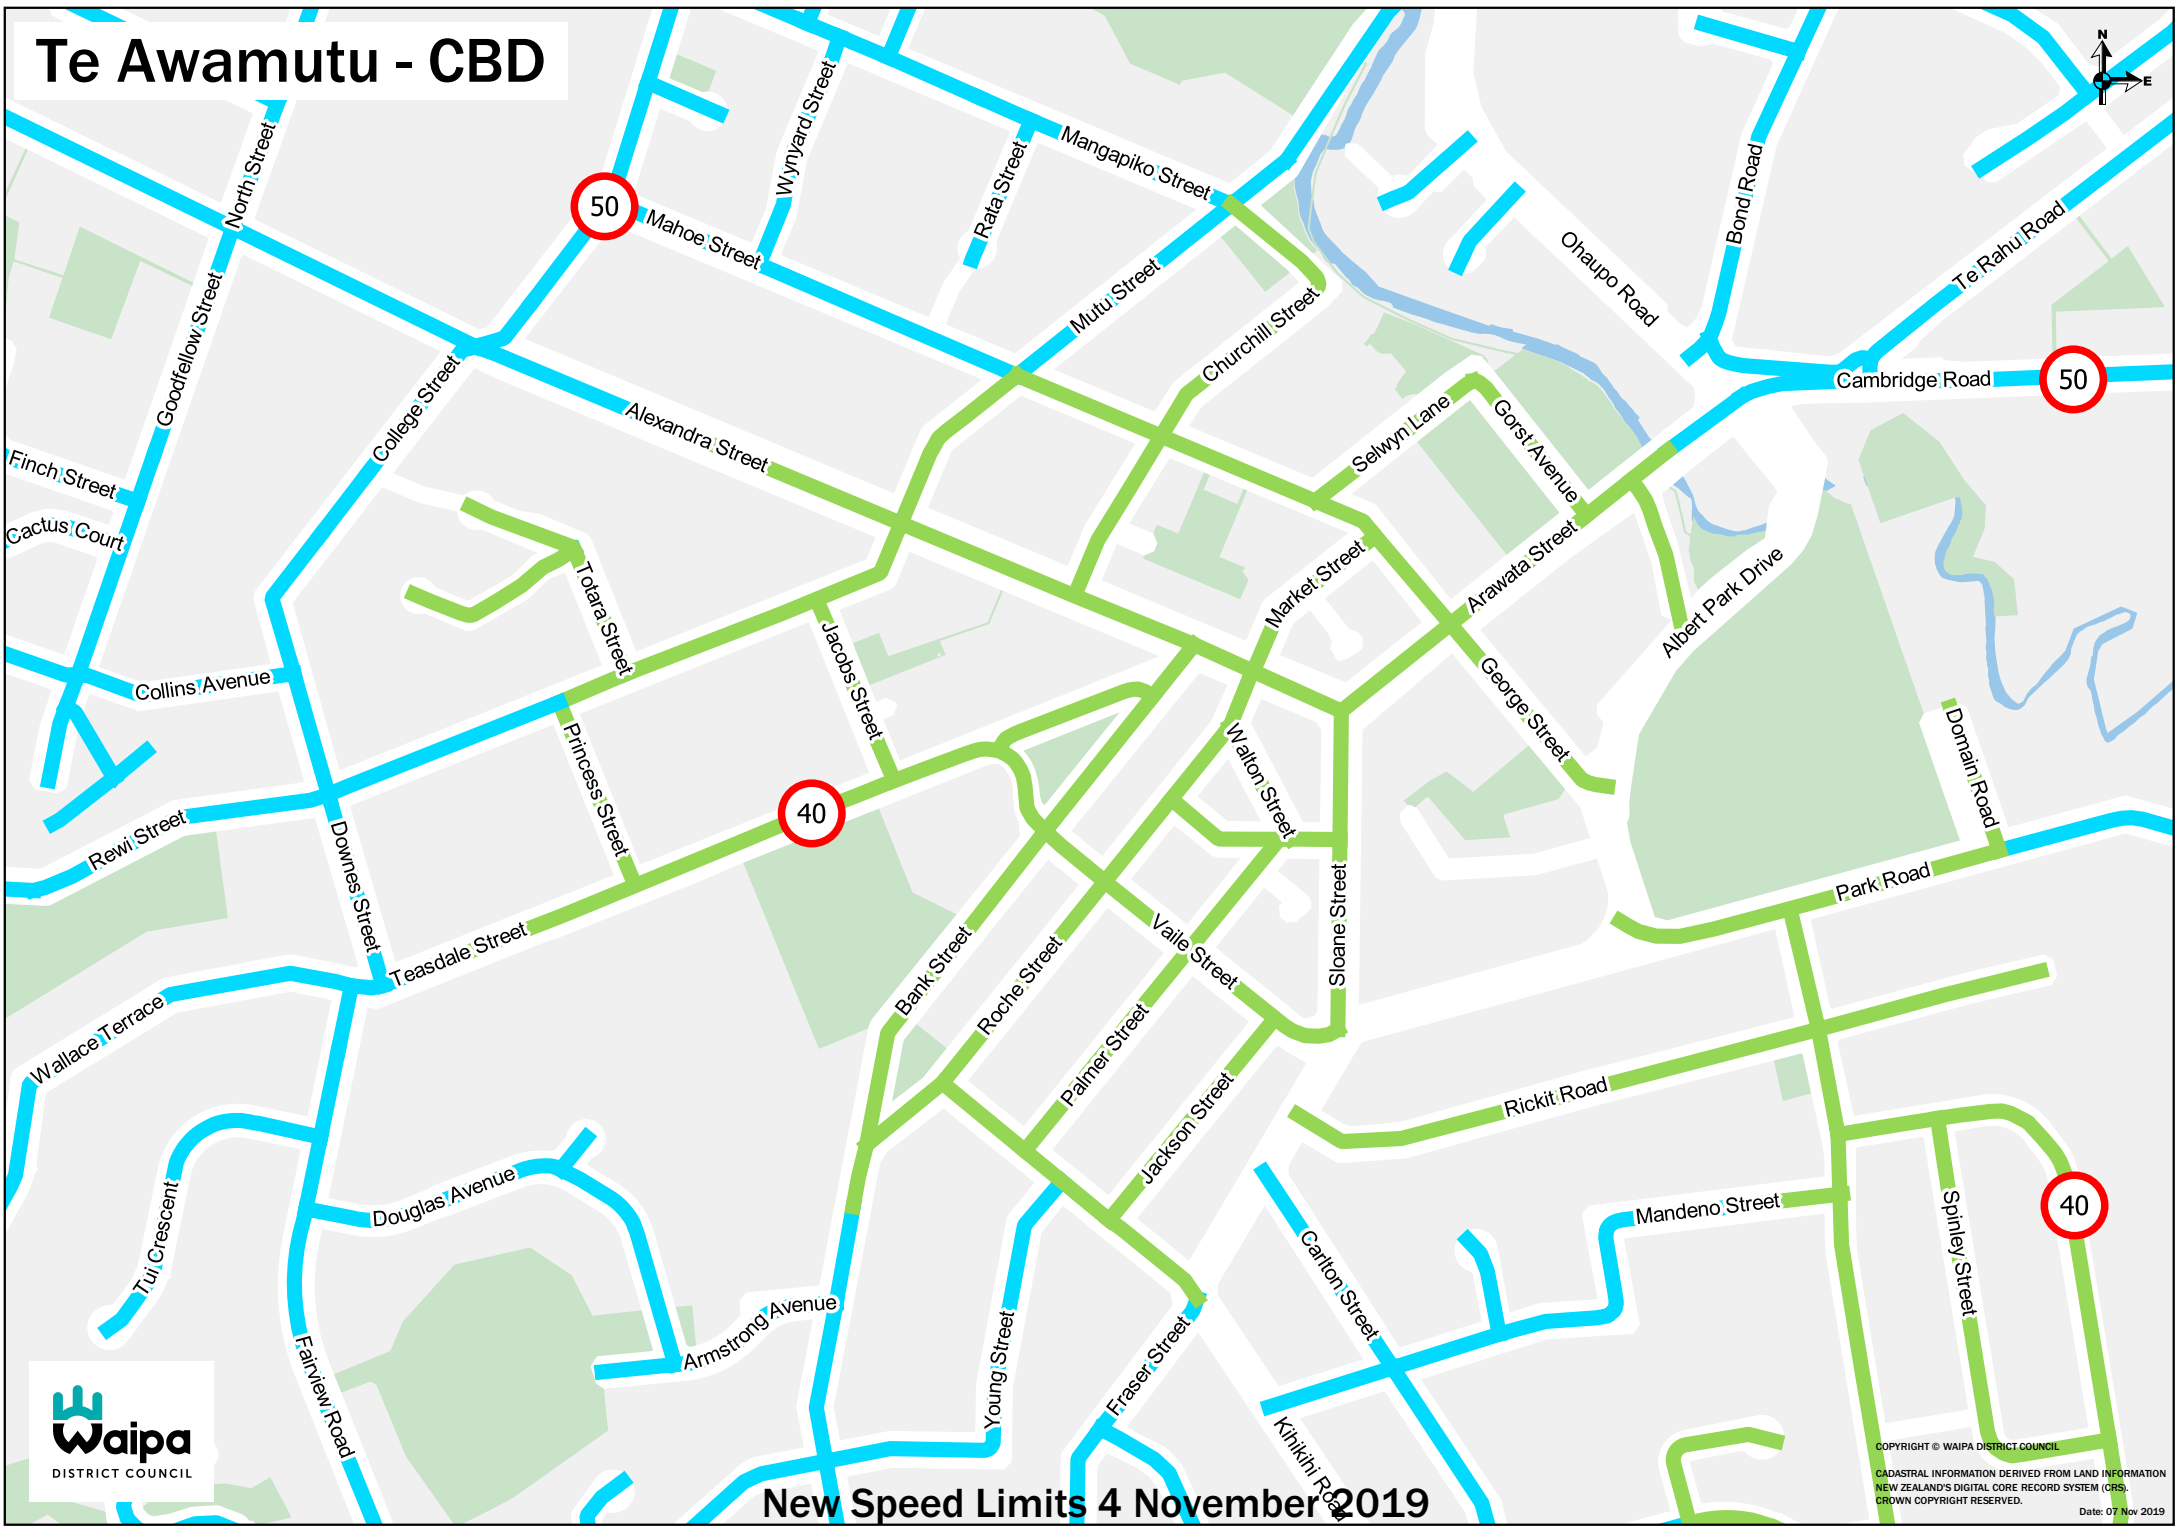 Te Awamutu - CBD
N
E
North Street
Wynyard Street
Rata Street
Mangapiko Street
50
Mahoe Street
Bond Road
Te Rahu Road
Ohaupo Road
Mutu Street
Churchill Street
Goodfellow Street
College Street
Alexandra Street
Selwyn Lane
Gorst Avenue
Cambridge Road
50
Finch Street
Cactus Court
Totara Street
Market Street
Arawata Street
Albert Park Drive
Collins Avenue
Jacobs Street
Princess Street
George Street
Walton Street
Domain Road
40
Rewi Street
Downes Street
Teasdale Street
Bank Street
Roche Street
Vaile Street
Sloane Street
Park Road
Wallace Terrace
Palmer Street
Jackson Street
Rickit Road
Tui Crescent
Douglas Avenue
Mandeno Street
Spinley Street
40
Carlton Street
Armstrong Avenue
Young Street
Fraser Street
Fairview Road
Kihikihi Road
Waipa
DISTRICT COUNCIL
New Speed Limits 4 November 2019
COPYRIGHT © WAIPA DISTRICT COUNCIL
CADASTRAL INFORMATION DERIVED FROM LAND INFORMATION
NEW ZEALAND'S DIGITAL CORE RECORD SYSTEM (CRS).
CROWN COPYRIGHT RESERVED.
Date: 07 Nov 2019